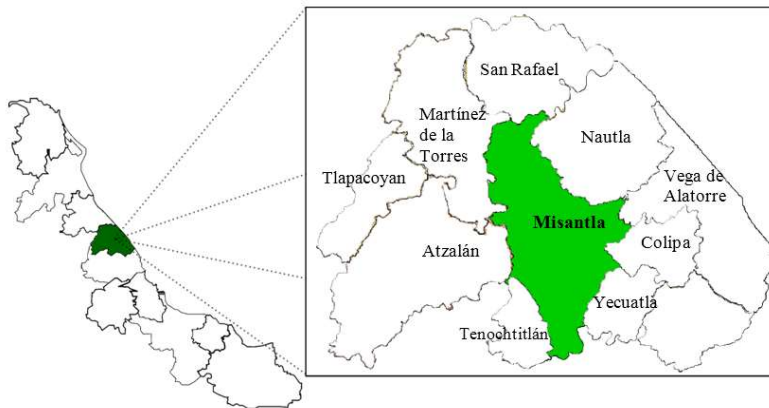 San Rafael
Martínez
de la
Torres
Nautla
Tlapacoyan
Vega de
Alatorre
Misantla
Atzalán
Colipa
Yecuatla
Tenochtitlán